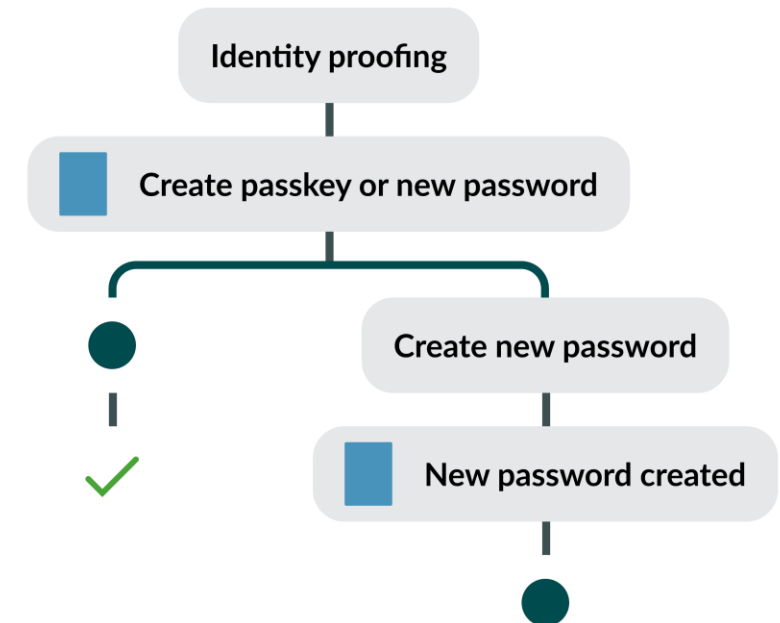 Identity proofing
Create passkey or new password
Create new password
New password created